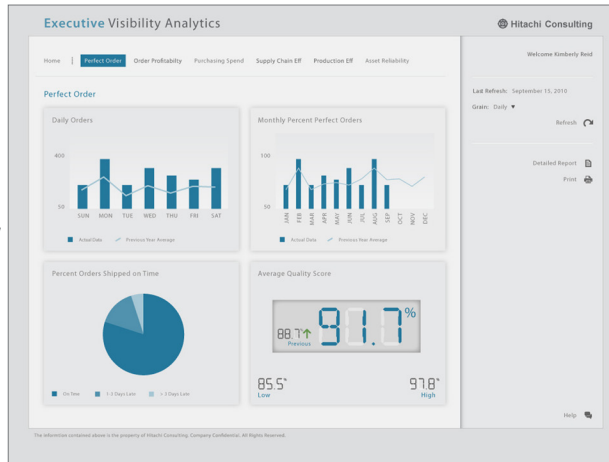 Executive Visibility Analytics
Hitachi Consulting
Home | Perfect Order Order Profitability Purchasing Spend Supply Chain Eff Production Eff Asset Reliability
Welcome Kimberly Reid
Perfect Order
Last Refresh: September 15, 2010
Grain: Daily
Refresh
Detailed Report
Print
Daily Orders
400
50
SUN MON TUE WED THU FRI SAT
Actual Data Previous Year Average
Monthly Percent Perfect Orders
100
50
JAN FEB MAR APR MAY JUN JUL AUG SEP OCT NOV DEC
Actual Data Previous Year Average
Percent Orders Shipped on Time
On Time 1-3 Days Late > 3 Days Late
Average Quality Score
88.7%
Previous
91.7%
85.5%
Low
97.8%
High
Help
The information contained above is the property of Hitachi Consulting. Company Confidential. All Rights Reserved.